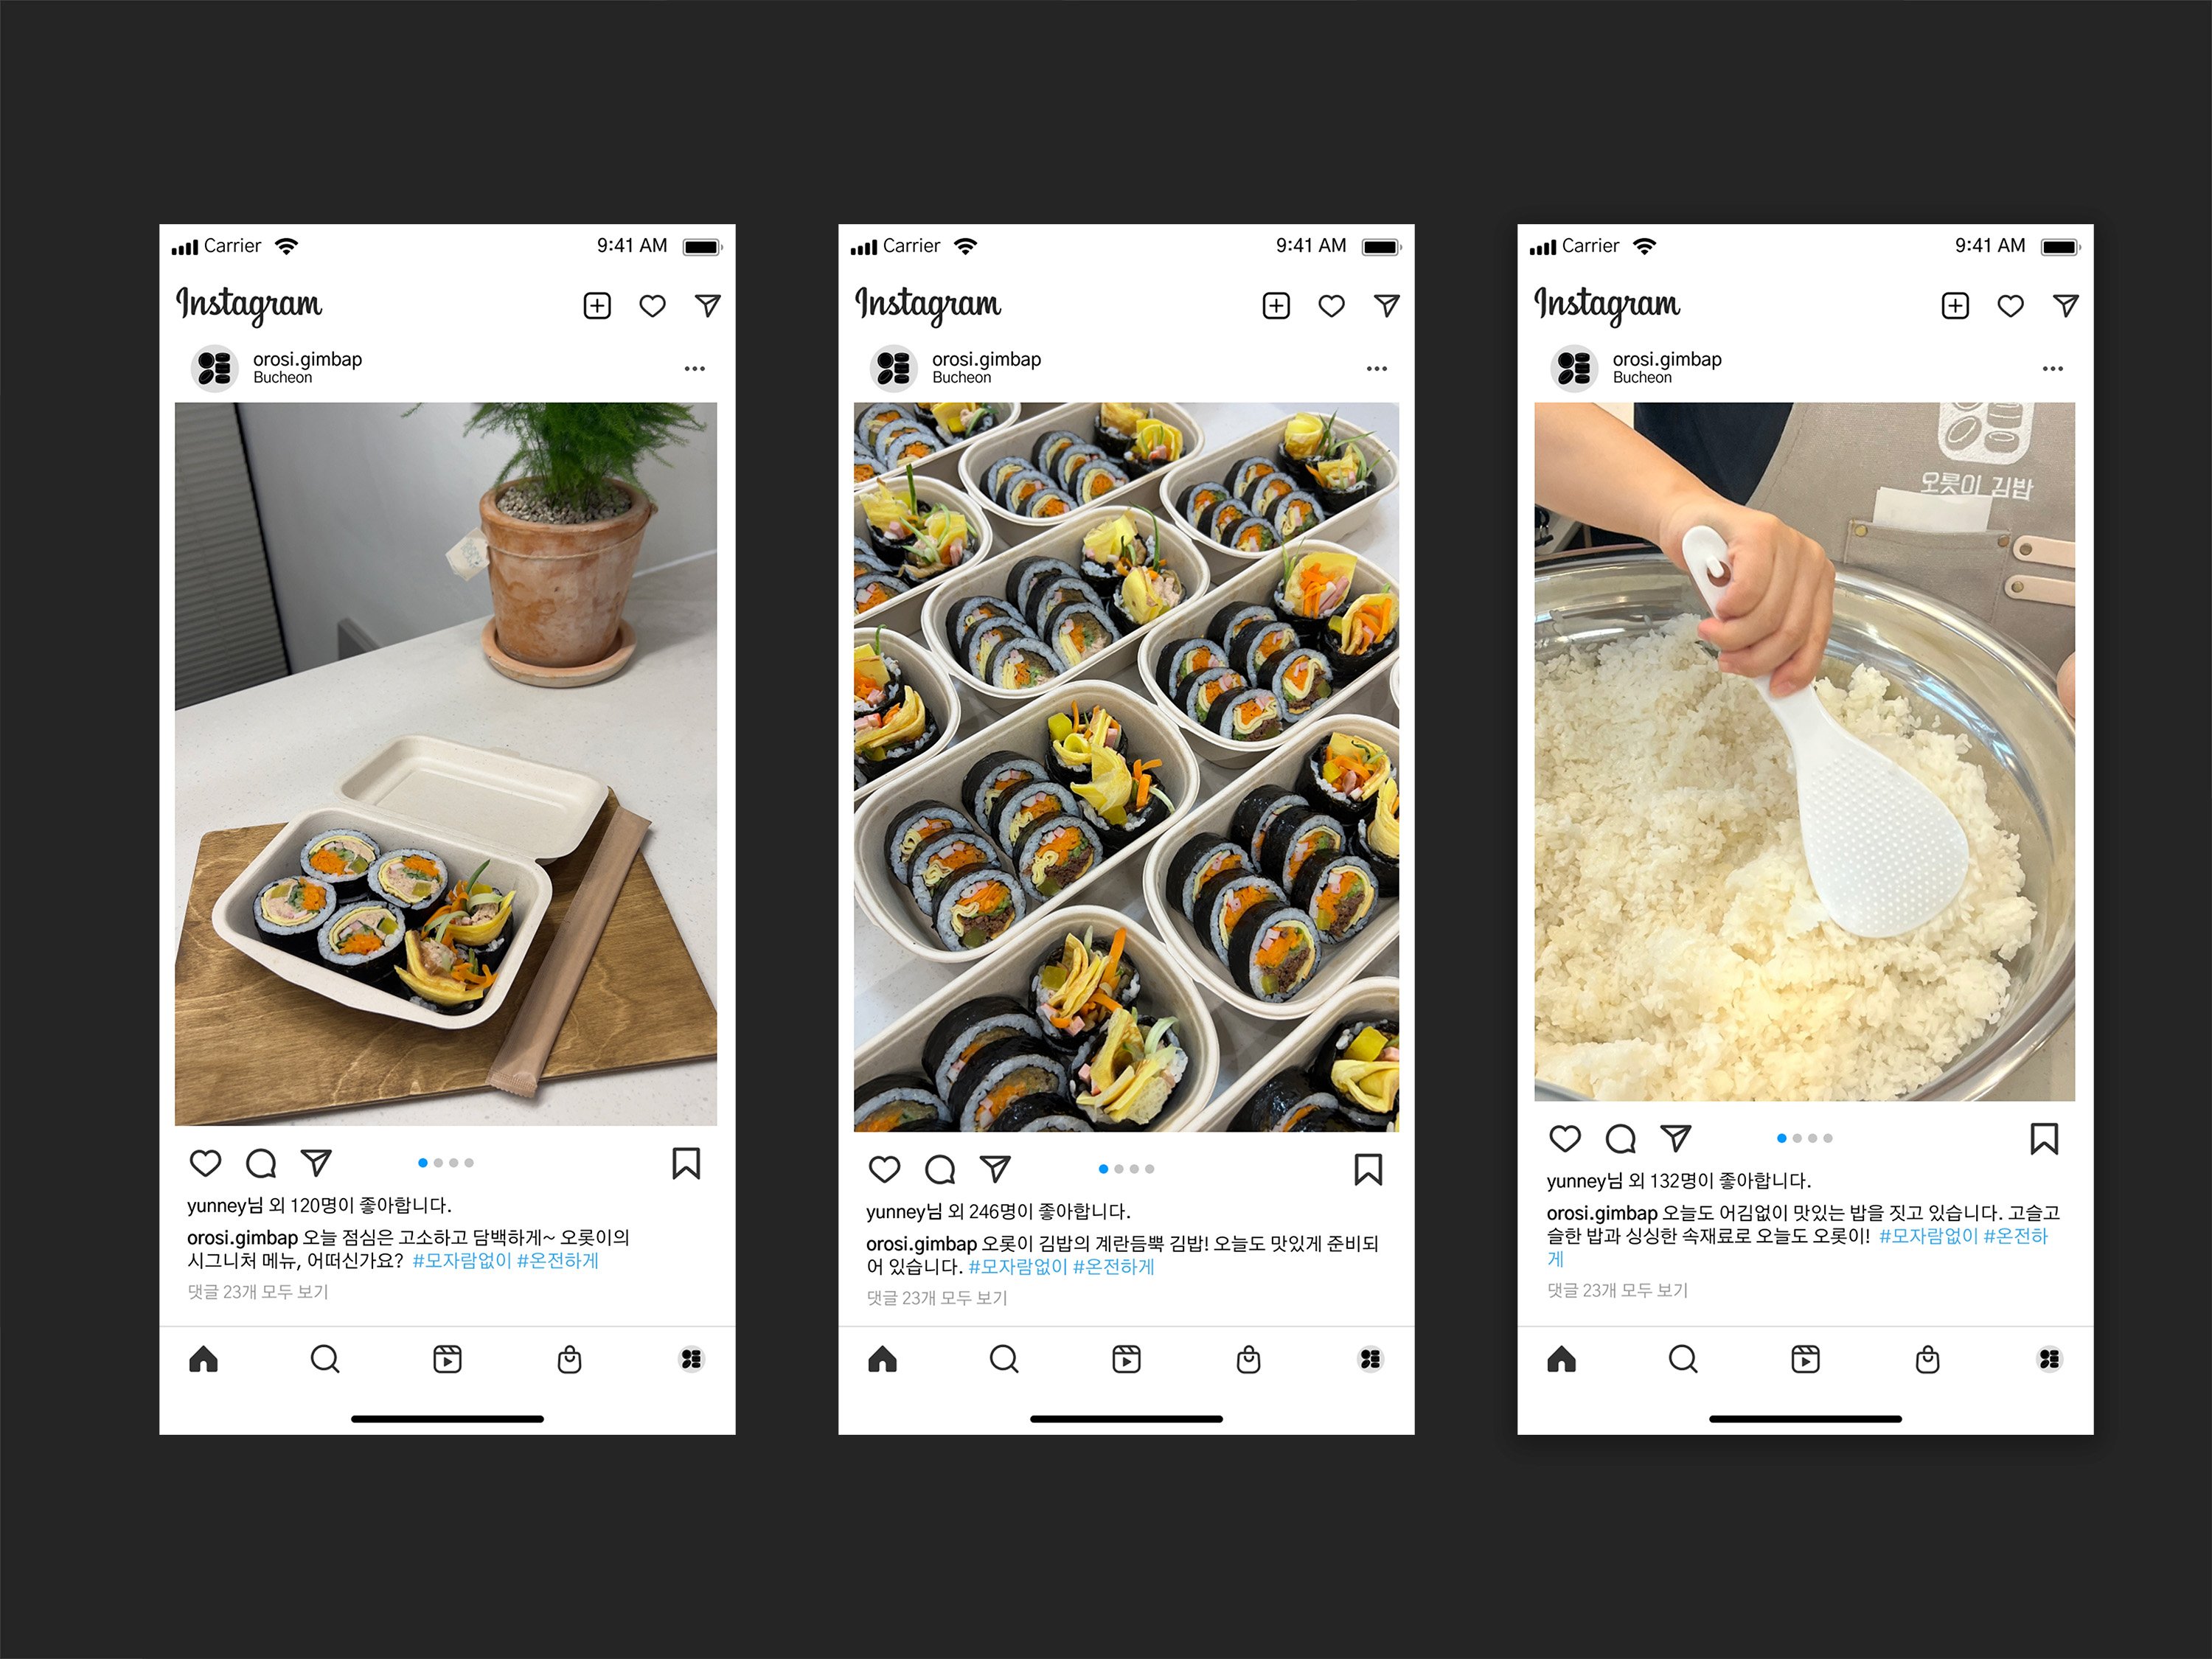 Carrier 9:41 AM
Instagram
orosi.gimbap
Bucheon
yunney님 외 120명이 좋아합니다.
orosi.gimbap 오늘 점심은 고소하고 담백하게~ 오롯이의
시그니처 메뉴, 어떠신가요? #모자람없이 #온전하게
댓글 23개 모두 보기
Carrier 9:41 AM
Instagram
orosi.gimbap
Bucheon
yunney님 외 246명이 좋아합니다.
orosi.gimbap 오롯이 김밥의 계란듬뿍 김밥! 오늘도 맛있게 준비되
어 있습니다. #모자람없이 #온전하게
댓글 23개 모두 보기
Carrier 9:41 AM
Instagram
orosi.gimbap
Bucheon
오롯이 김밥
yunney님 외 132명이 좋아합니다.
orosi.gimbap 오늘도 어김없이 맛있는 밥을 짓고 있습니다. 고슬고
슬한 밥과 싱싱한 속재료로 오늘도 오롯이! #모자람없이 #온전하
게
댓글 23개 모두 보기